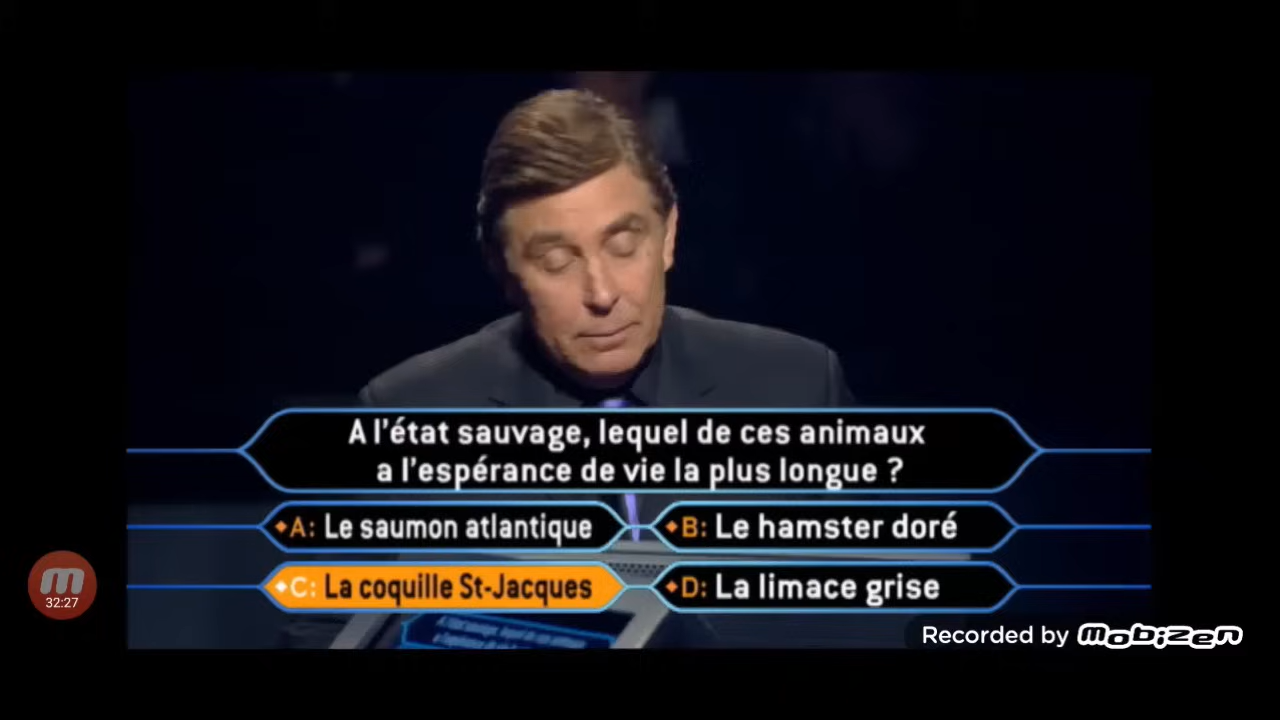 A l'état sauvage, lequel de ces animaux
a l'espérance de vie la plus longue ?
A: Le saumon atlantique
B: Le hamster doré
C: La coquille St-Jacques
D: La limace grise
32:27
Recorded by mobizen